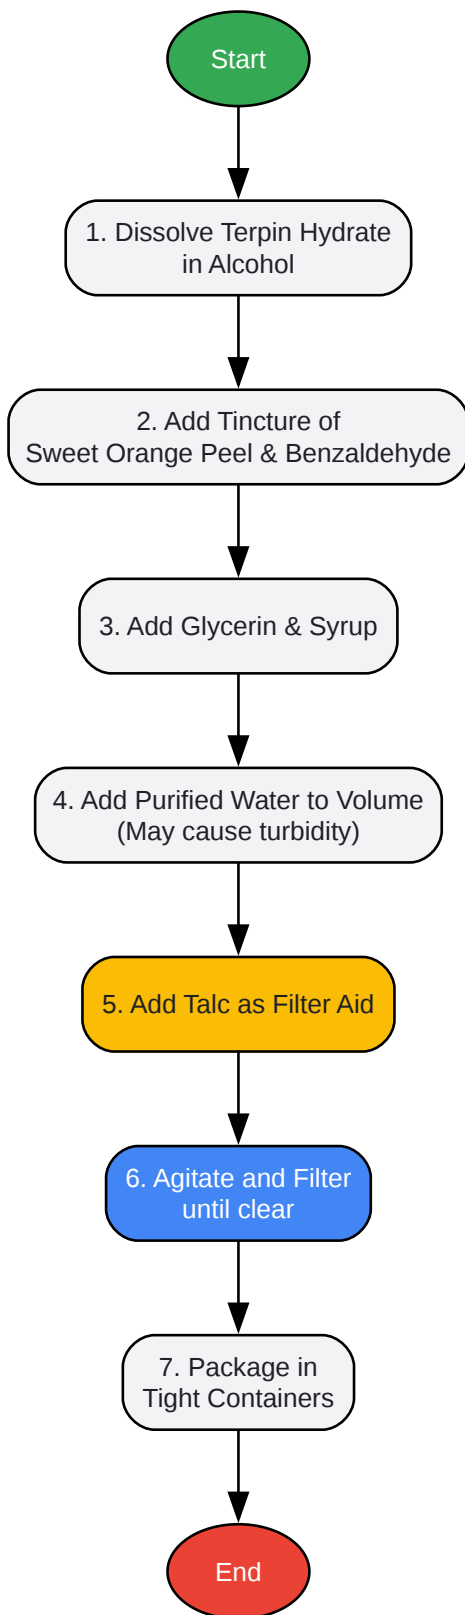 Start
1. Dissolve Terpin Hydrate
in Alcohol
2. Add Tincture of
Sweet Orange Peel & Benzaldehyde
3. Add Glycerin & Syrup
4. Add Purified Water to Volume
(May cause turbidity)
5. Add Talc as Filter Aid
6. Agitate and Filter
until clear
7. Package in
Tight Containers
End